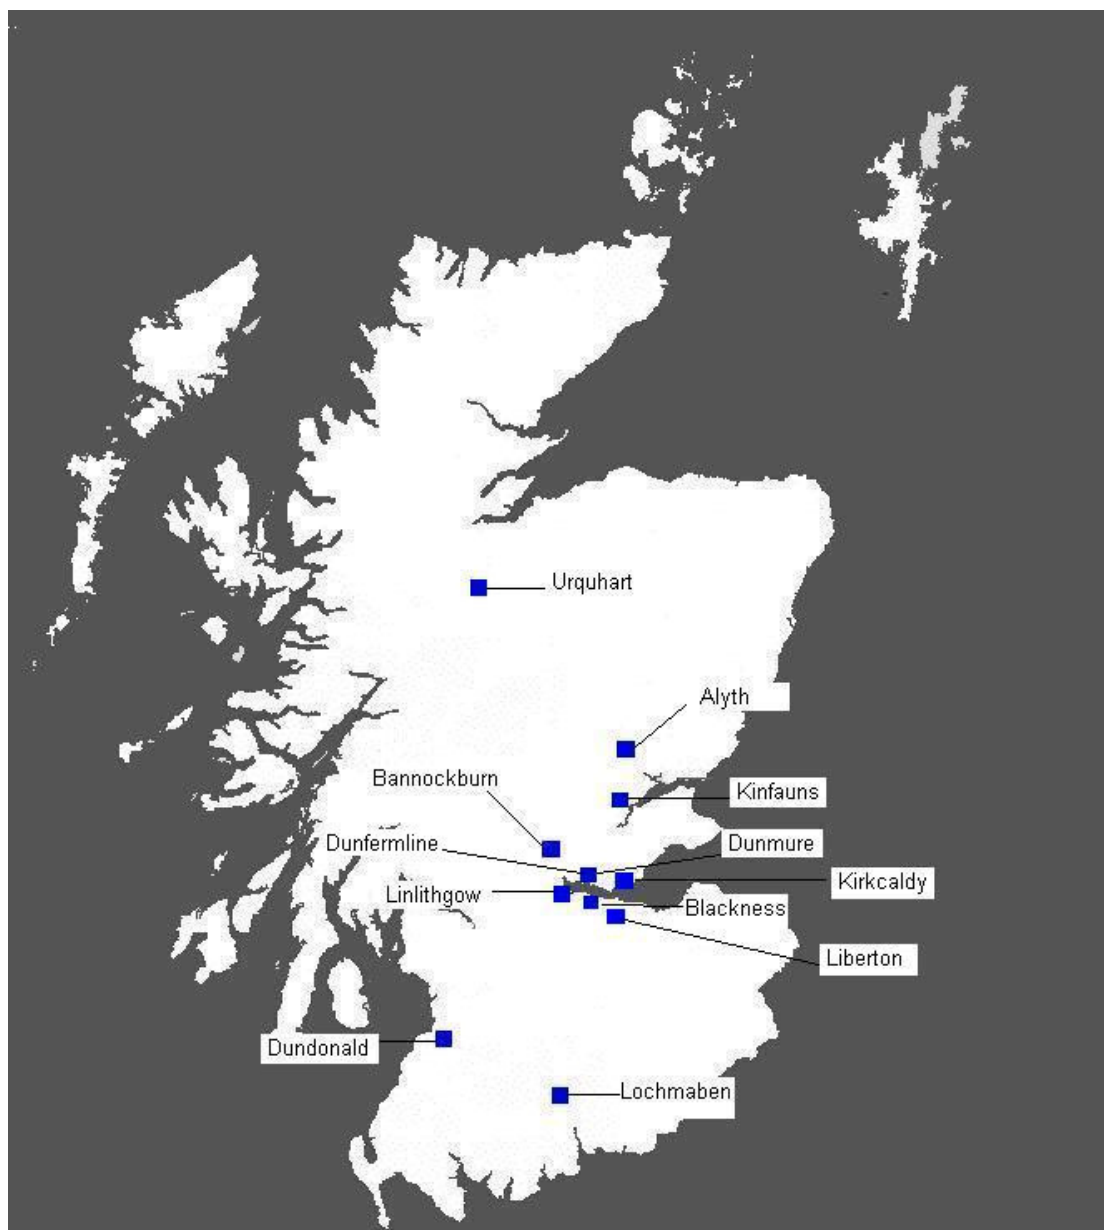 Urquhart
Alyth
Bannockburn
Kinfauns
Dunfermline
Dunmure
Kirkcaldy
Linlithgow
Blackness
Liberton
Dundonald
Lochmaben